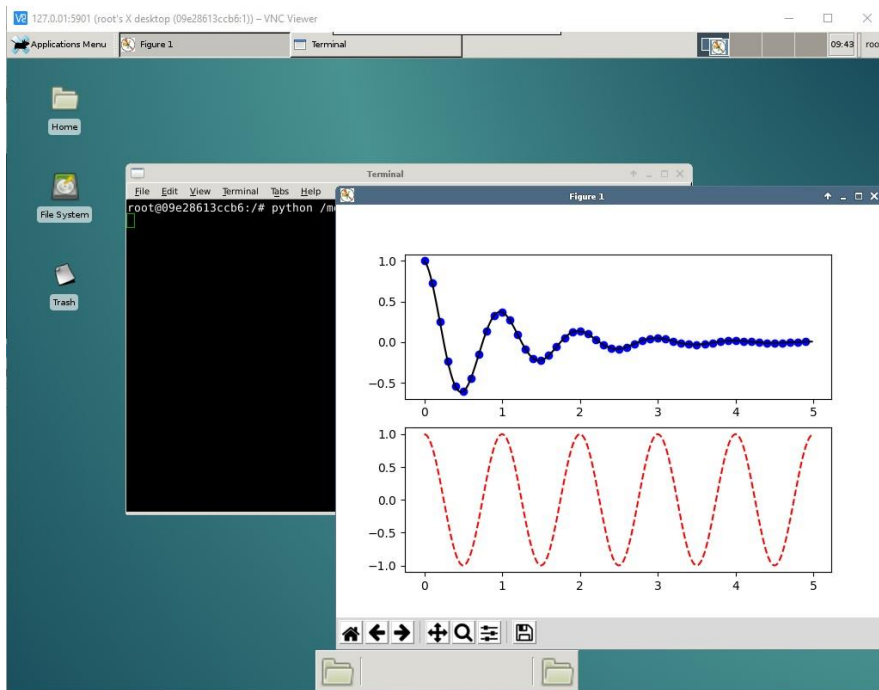 127.0.01:5901 (root's X desktop (09e28613ccb6:1)) – VNC Viewer
Applications Menu
Figure 1
Terminal
09:43
Home
File System
Trash
Terminal
File Edit View Terminal Tabs Help
root@09e28613ccb6:/# python
Figure 1
1.0
0.5
0.0
−0.5
0 1 2 3 4 5
1.0
0.5
0.0
−0.5
−1.0
0 1 2 3 4 5